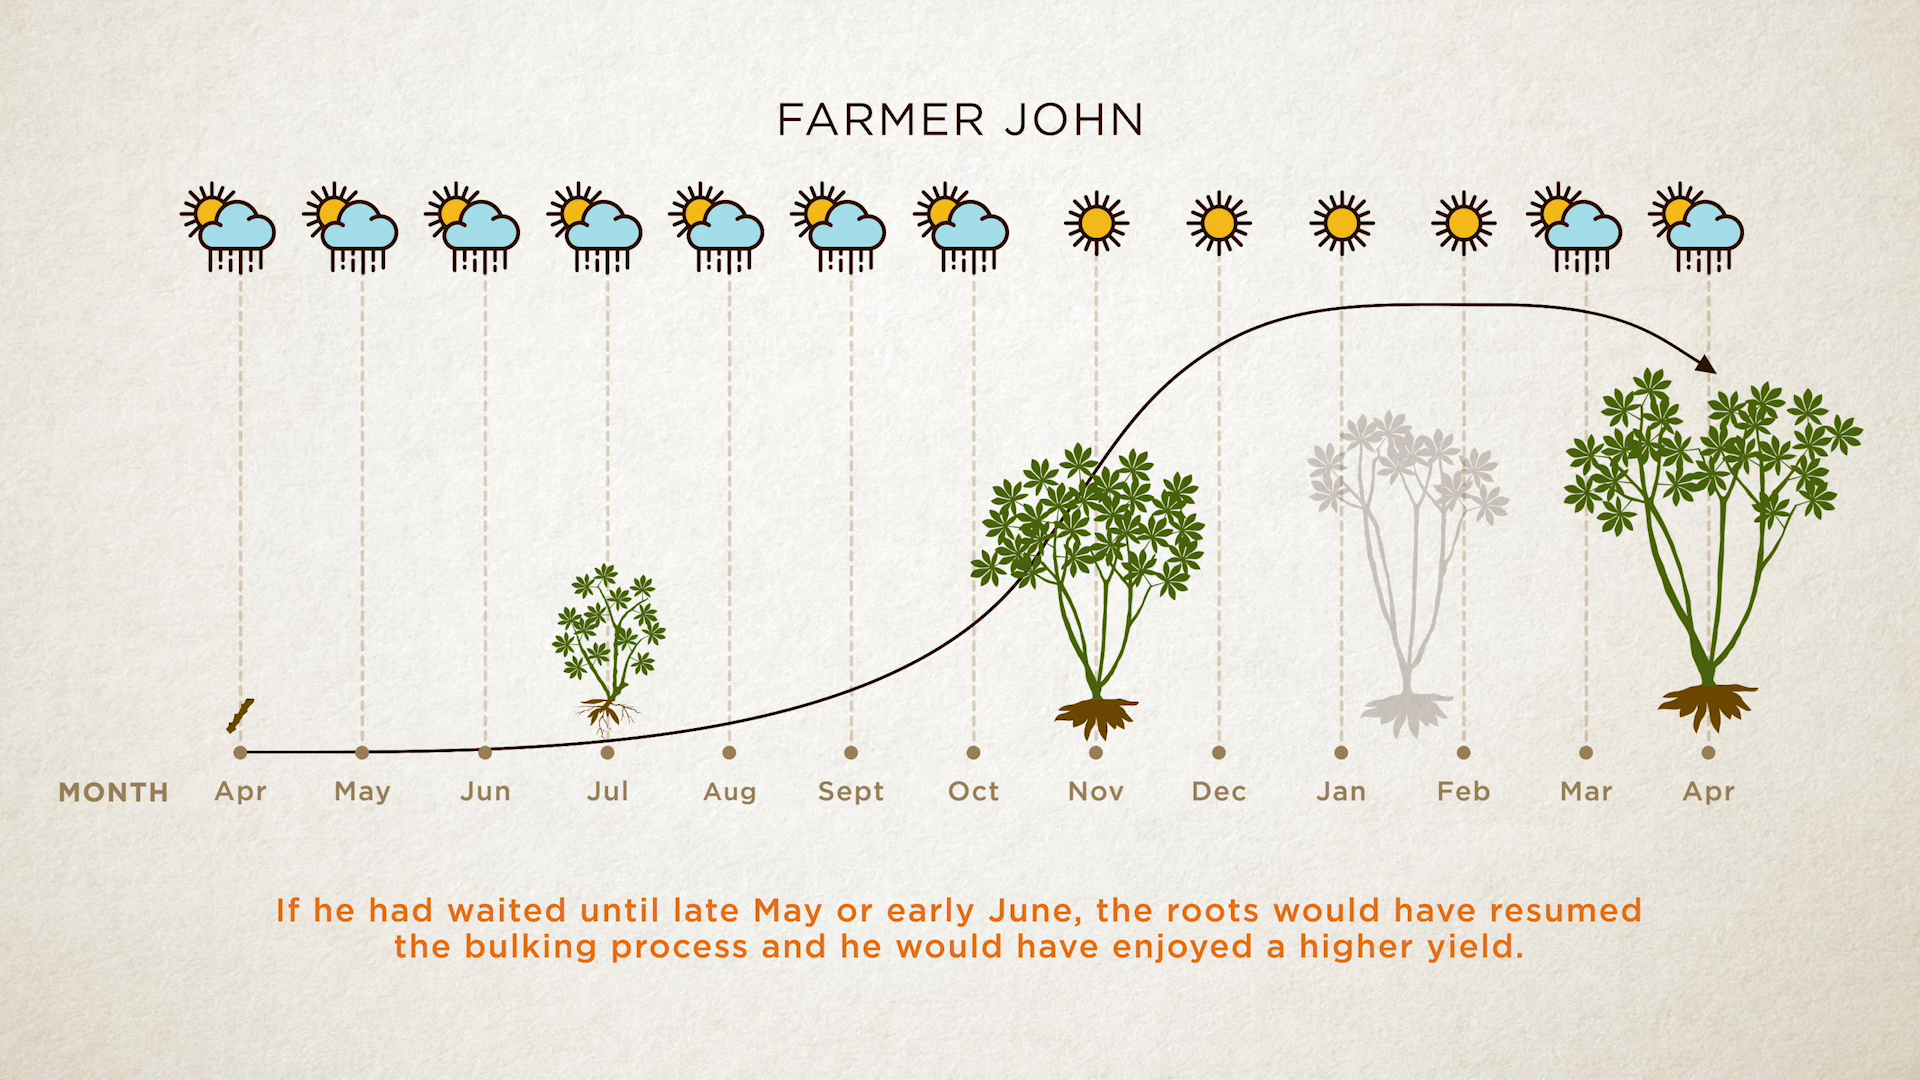 FARMER JOHN
MONTH Apr May Jun Jul Aug Sept Oct Nov Dec Jan Feb Mar Apr
If he had waited until late May or early June, the roots would have resumed
the bulking process and he would have enjoyed a higher yield.